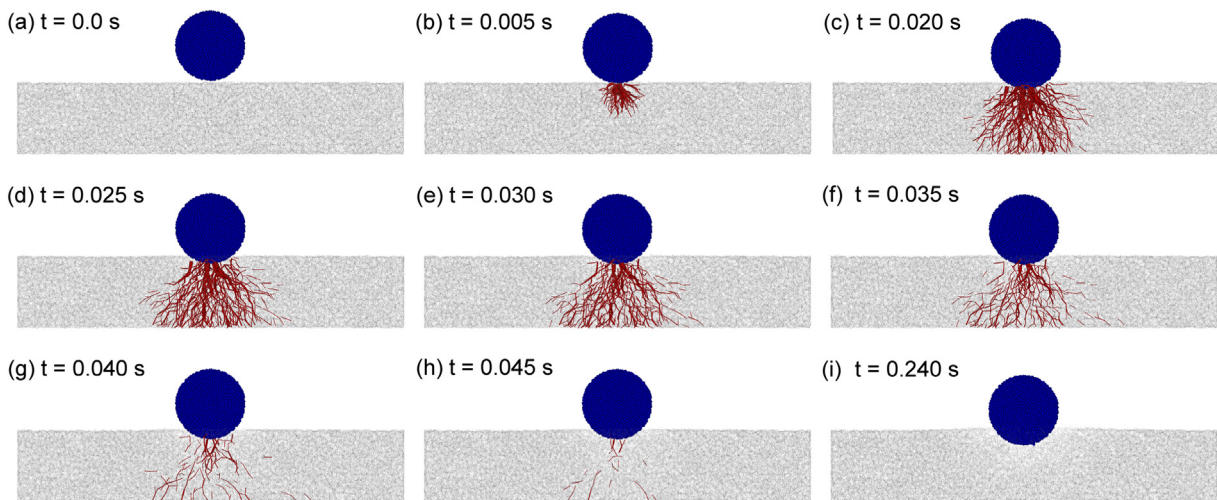 (a) t = 0.0 s
(b) t = 0.005 s
(c) t = 0.020 s
(d) t = 0.025 s
(e) t = 0.030 s
(f) t = 0.035 s
(g) t = 0.040 s
(h) t = 0.045 s
(i) t = 0.240 s